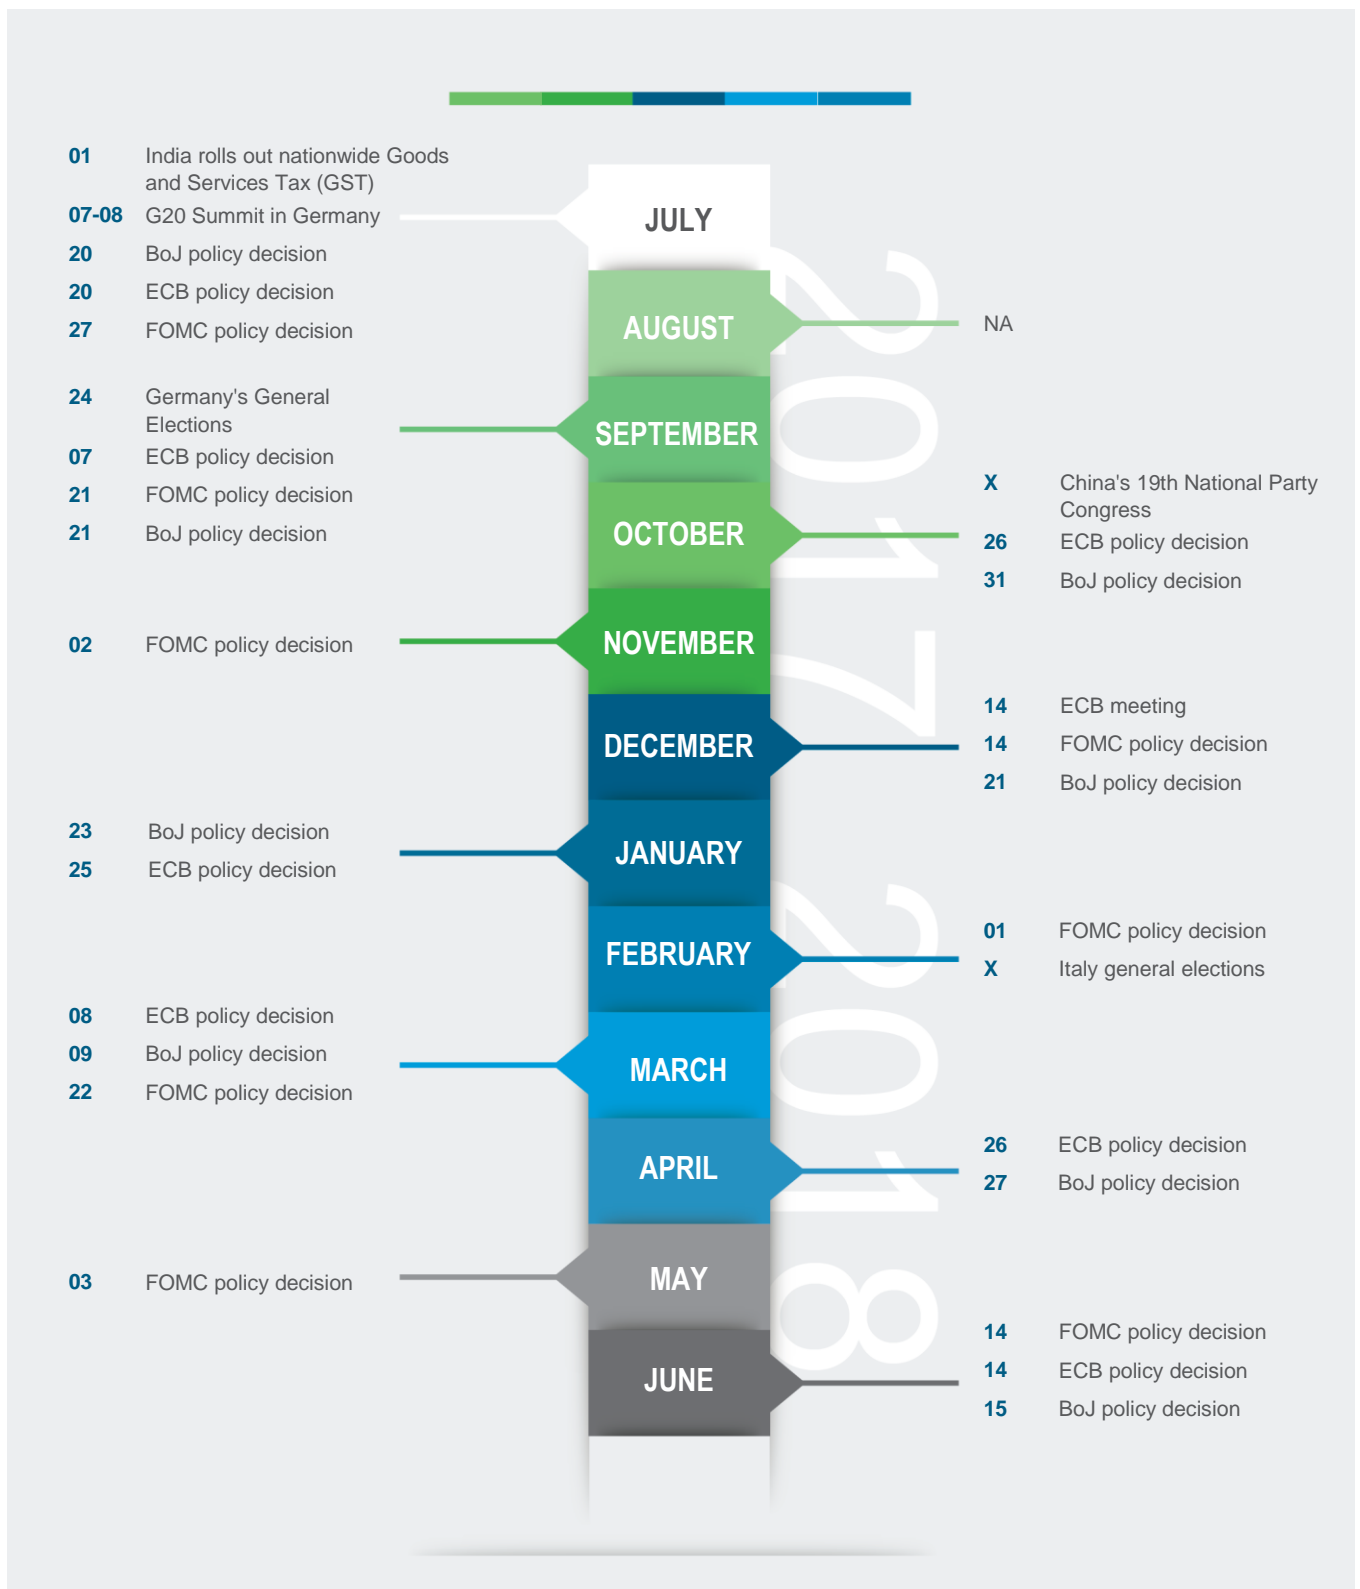 01 India rolls out nationwide Goods
and Services Tax (GST)
07-08 G20 Summit in Germany
20 BoJ policy decision
20 ECB policy decision
27 FOMC policy decision
JULY
2017
AUGUST
NA
24 Germany's General
Elections
07 ECB policy decision
21 FOMC policy decision
21 BoJ policy decision
SEPTEMBER
OCTOBER
X China's 19th National Party
Congress
26 ECB policy decision
31 BoJ policy decision
02 FOMC policy decision
NOVEMBER
DECEMBER
14 ECB meeting
14 FOMC policy decision
21 BoJ policy decision
23 BoJ policy decision
25 ECB policy decision
JANUARY
2018
FEBRUARY
01 FOMC policy decision
X Italy general elections
08 ECB policy decision
09 BoJ policy decision
22 FOMC policy decision
MARCH
APRIL
26 ECB policy decision
27 BoJ policy decision
03 FOMC policy decision
MAY
JUNE
14 FOMC policy decision
14 ECB policy decision
15 BoJ policy decision